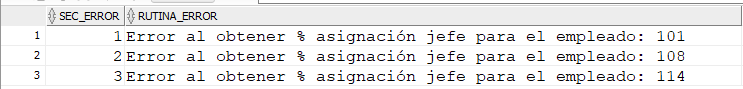 SEC_ERROR RUTINA_ERROR
1 1 Error al obtener % asignación jefe para el empleado: 101
2 2 Error al obtener % asignación jefe para el empleado: 108
3 3 Error al obtener % asignación jefe para el empleado: 114